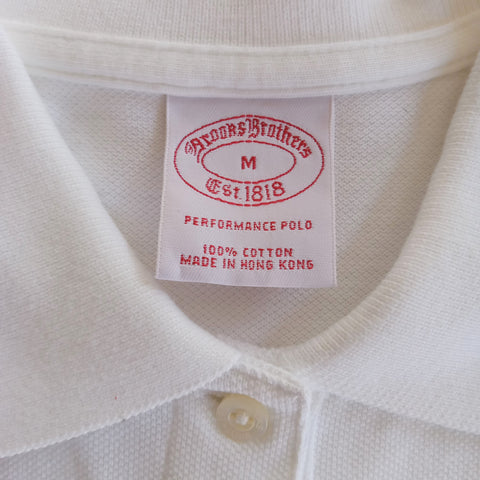 Brooks Brothers
M
Est. 1818
PERFORMANCE POLO
100% COTTON
MADE IN HONG KONG